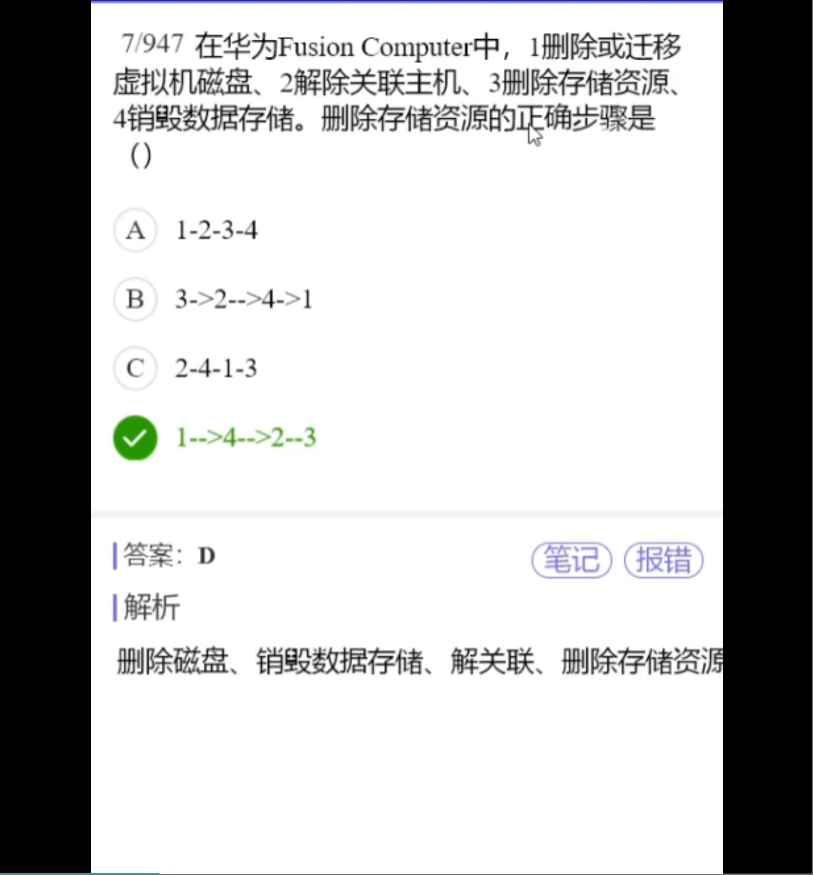 7/947 在华为Fusion Computer中，1删除或迁移
虚拟机磁盘、2解除关联主机、3删除存储资源、
4销毁数据存储。删除存储资源的正确步骤是
（）
A 1-2-3-4
B 3->2-->4->1
C 2-4-1-3
1-->4-->2--3
答案：D
笔记 报错
解析
删除磁盘、销毁数据存储、解关联、删除存储资源